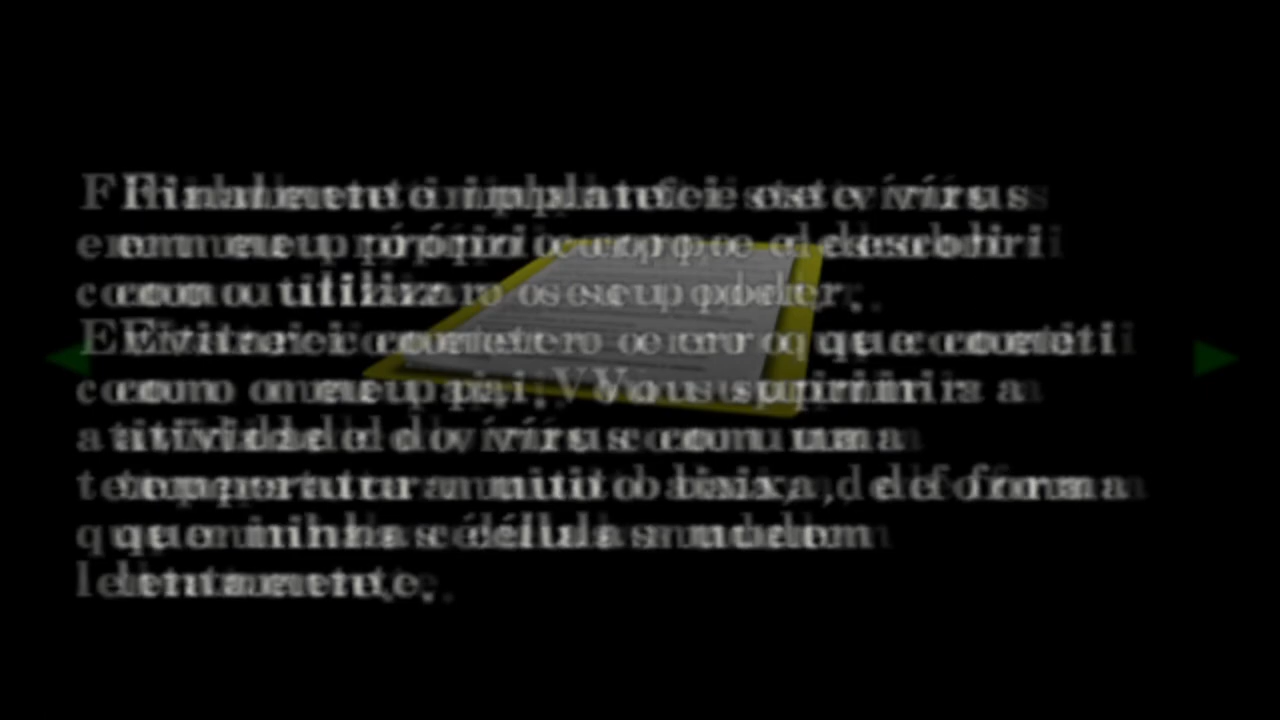 Finalmente implantei este vírus
em meu próprio corpo e descobri
como utilizar o seu poder.
Evitarei cometer o erro que cometi
com o meu pai. Vou suprimir a
atividade do vírus com uma
temperatura muito baixa, de forma
que minhas células mudem
lentamente.